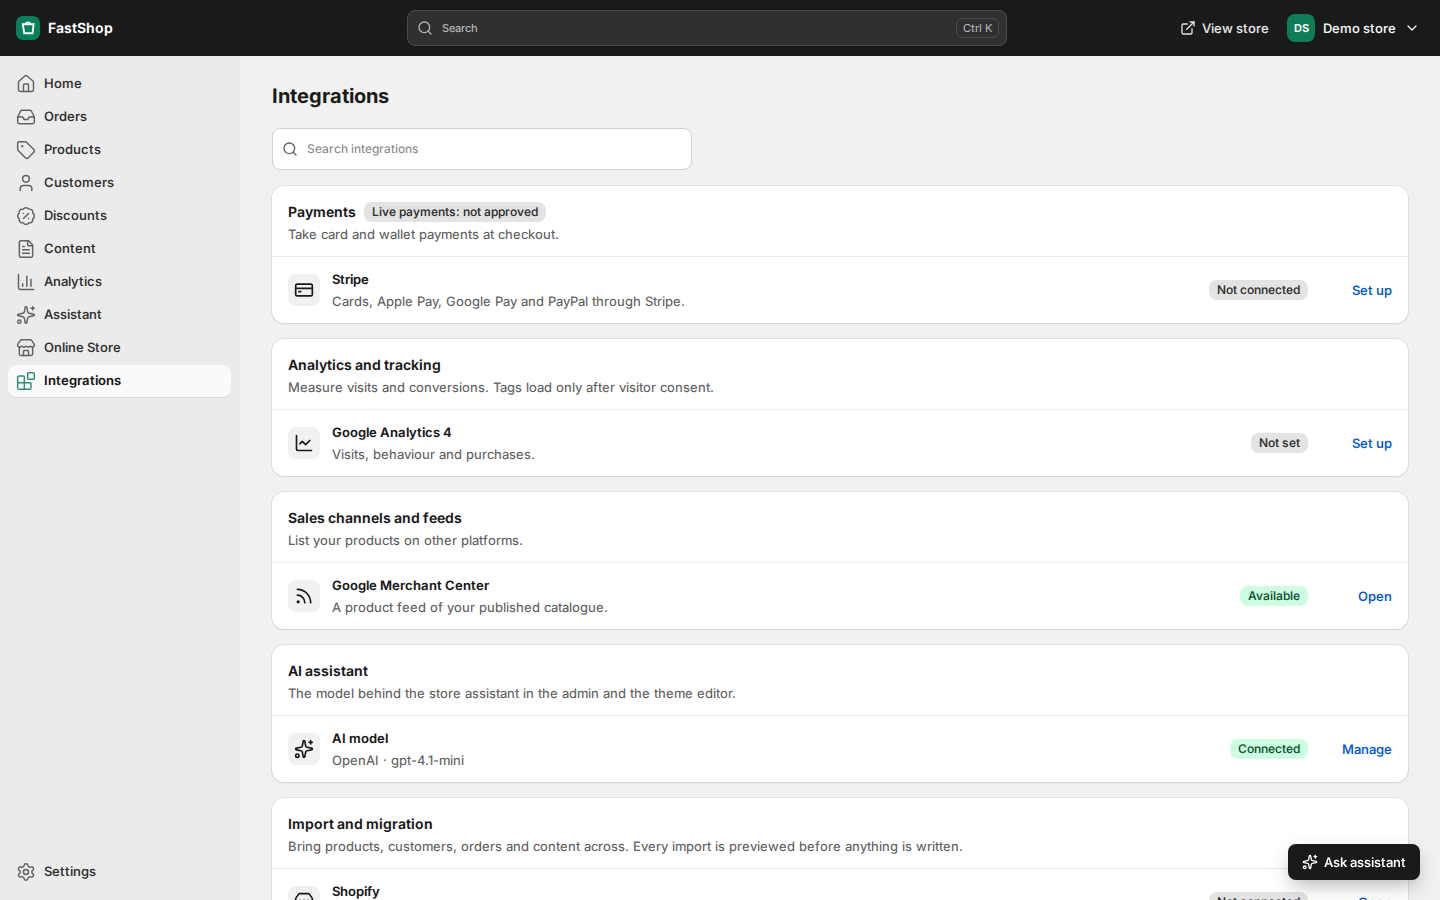 FastShop
Search
Ctrl K
View store
DS
Demo store
Home
Orders
Products
Customers
Discounts
Content
Analytics
Assistant
Online Store
Integrations
Settings
Integrations
Search integrations
Payments
Live payments: not approved
Take card and wallet payments at checkout.
Stripe
Cards, Apple Pay, Google Pay and PayPal through Stripe.
Not connected
Set up
Analytics and tracking
Measure visits and conversions. Tags load only after visitor consent.
Google Analytics 4
Visits, behaviour and purchases.
Not set
Set up
Sales channels and feeds
List your products on other platforms.
Google Merchant Center
A product feed of your published catalogue.
Available
Open
AI assistant
The model behind the store assistant in the admin and the theme editor.
AI model
OpenAI · gpt-4.1-mini
Connected
Manage
Import and migration
Bring products, customers, orders and content across. Every import is previewed before anything is written.
Shopify
Not connected
Ask assistant